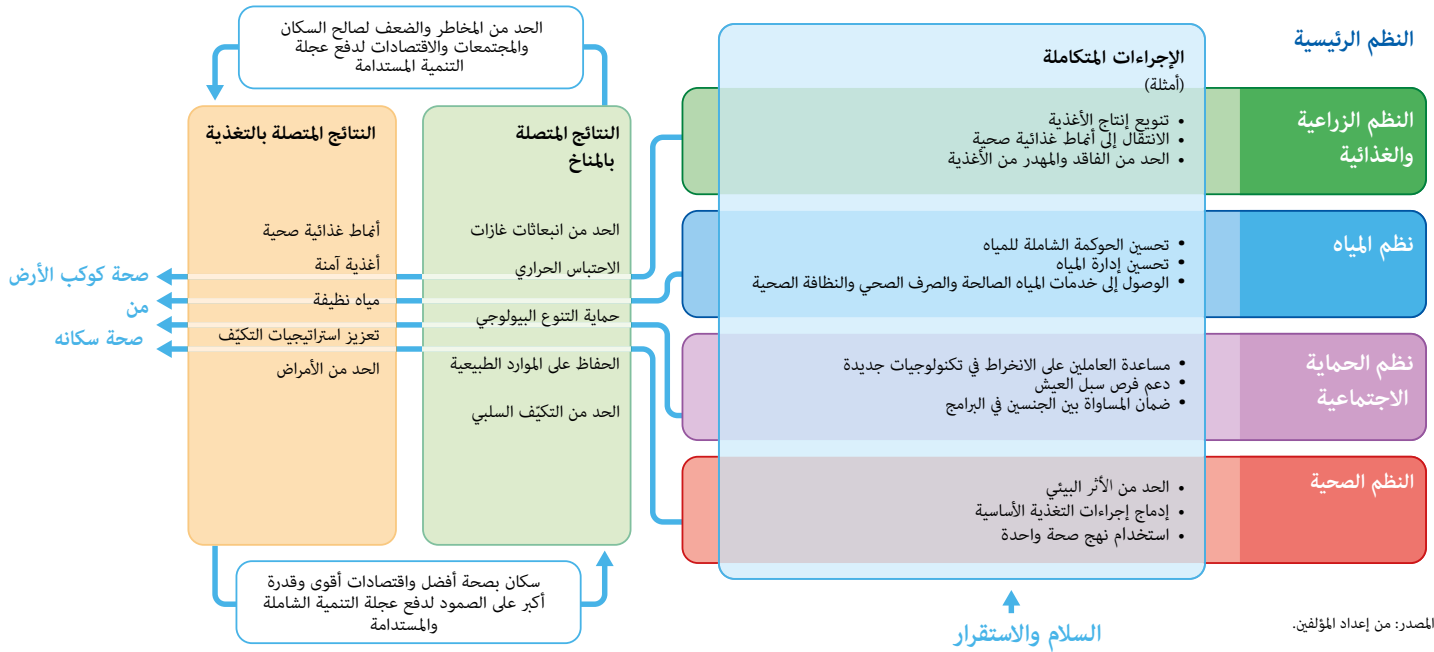 النظم الرئيسية
الإجراءات المتكاملة
(أمثلة)
النظم الزراعية
والغذائية
• تنويع إنتاج الأغذية
• الانتقال إلى أنماط غذائية صحية
• الحد من الفاقد والمهدر من الأغذية
نظم المياه
• تحسين الحوكمة الشاملة للمياه
• تحسين إدارة المياه
• الوصول إلى خدمات المياه الصالحة والصرف الصحي والنظافة الصحية
نظم الحماية
الاجتماعية
• مساعدة العاملين على الانخراط في تكنولوجيات جديدة
• دعم فرص سبل العيش
• ضمان المساواة بين الجنسين في البرامج
النظم الصحية
• الحد من الأثر البيئي
• إدماج إجراءات التغذية الأساسية
• استخدام نهج صحة واحدة
السلام والاستقرار
الحد من المخاطر والضعف لصالح السكان
والمجتمعات والاقتصادات لدفع عجلة
التنمية المستدامة
النتائج المتصلة
بالمناخ
الحد من انبعاثات غازات
الاحتباس الحراري
حماية التنوع البيولوجي
الحفاظ على الموارد الطبيعية
الحد من التكيّف السلبي
النتائج المتصلة بالتغذية
أنماط غذائية صحية
أغذية آمنة
مياه نظيفة
تعزيز استراتيجيات التكيّف
الحد من الأمراض
صحة كوكب الأرض
من
صحة سكانه
سكان بصحة أفضل واقتصادات أقوى وقدرة
أكبر على الصمود لدفع عجلة التنمية الشاملة
والمستدامة
المصدر: من إعداد المؤلفين.